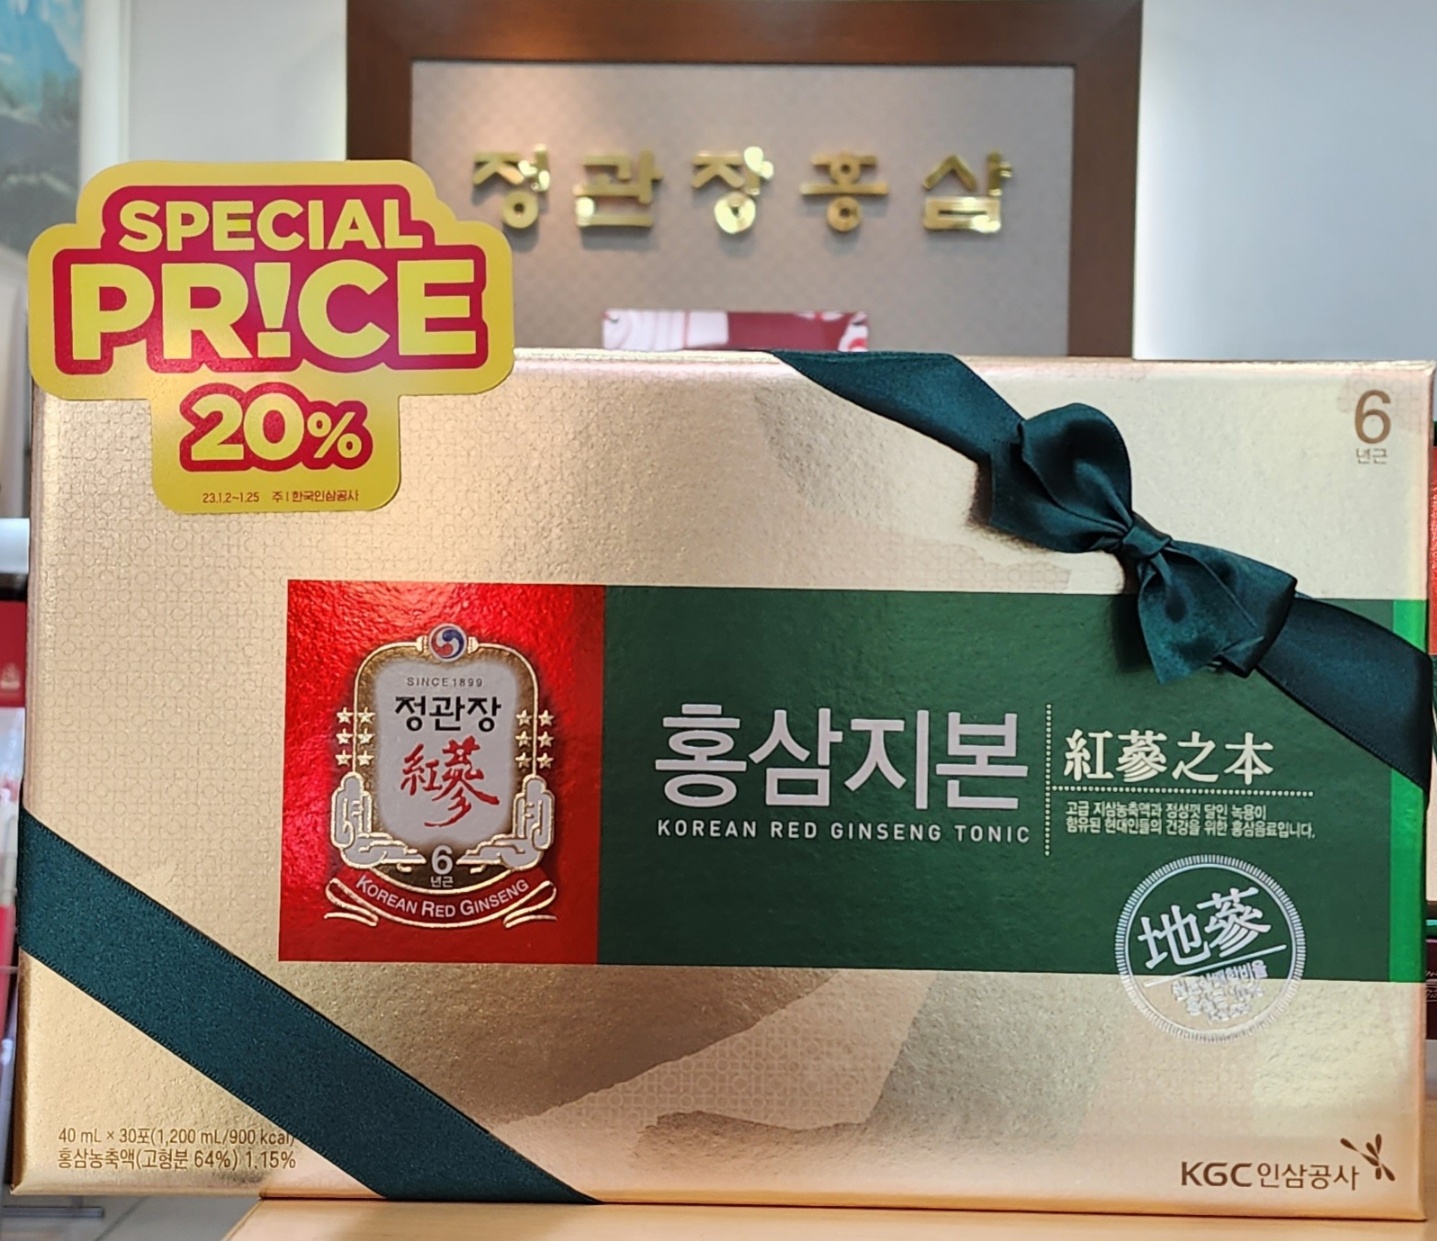 정관장홍삼
SPECIAL
PR!CE
20%
23.1.2~1.25 주 | 한국인삼공사
6
년근
SINCE 1899
정관장
紅蔘
6
년근
KOREAN RED GINSENG
홍삼지본
KOREAN RED GINSENG TONIC
紅蔘之本
고급 지삼농축액과 정성껏 달인 녹용이
함유된 현대인들의 건강을 위한 홍삼음료입니다.
地蔘
40 mL × 30포(1,200 mL/900 kcal)
홍삼농축액(고형분 64%) 1.15%
KGC인삼공사